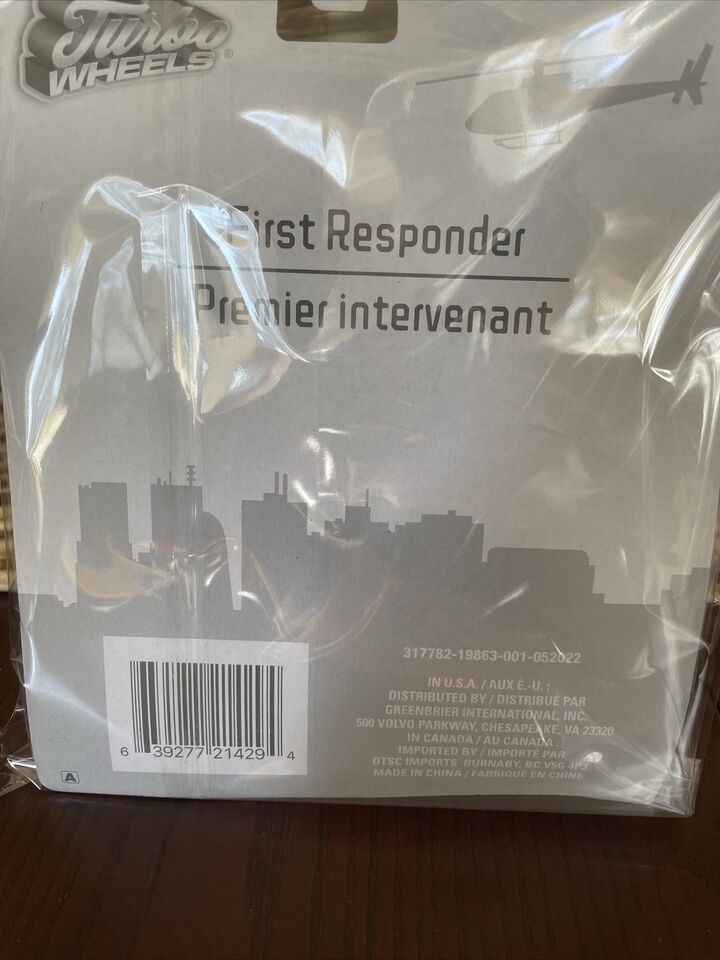 Turbo
WHEELS®
First Responder
Premier intervenant
317782-19863-001-052022
IN U.S.A. / AUX É.-U. :
DISTRIBUTED BY / DISTRIBUÉ PAR
GREENBRIER INTERNATIONAL, INC.
500 VOLVO PARKWAY, CHESAPEAKE, VA 23320
IN CANADA / AU CANADA :
IMPORTED BY / IMPORTÉ PAR
DTSC IMPORTS BURNABY, BC V5G 4P3
MADE IN CHINA / FABRIQUÉ EN CHINE
6 39277 21429 4
A